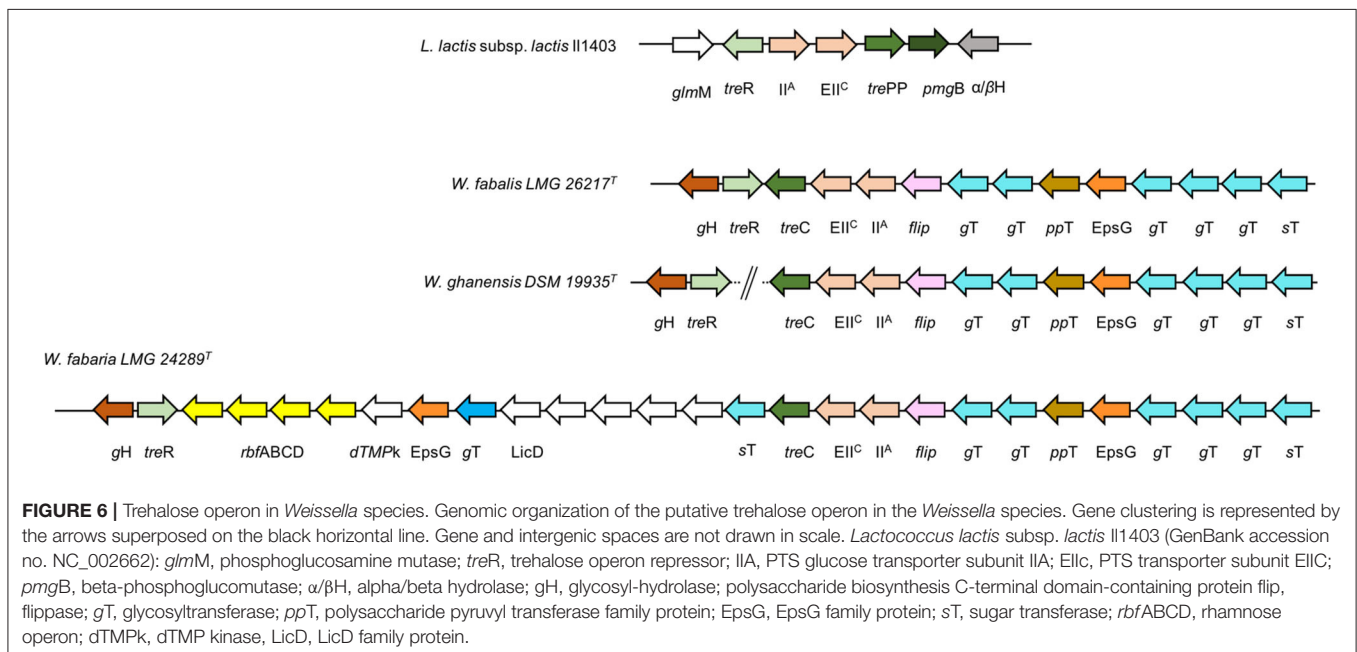 L. lactis subsp. lactis Il1403
glmM treR IIᴬ EIIᶜ trePP pmgB α/βH
W. fabalis LMG 26217ᵀ
gH treR treC EIIᶜ IIᴬ flip gT gT ppT EpsG gT gT gT sT
W. ghanensis DSM 19935ᵀ
gH treR treC EIIᶜ IIᴬ flip gT gT ppT EpsG gT gT gT sT
W. fabaria LMG 24289ᵀ
gH treR rbfABCD dTMPk EpsG gT LicD sT treC EIIᶜ IIᴬ flip gT gT ppT EpsG gT gT gT sT
FIGURE 6 | Trehalose operon in Weissella species. Genomic organization of the putative trehalose operon in the Weissella species. Gene clustering is represented by
the arrows superposed on the black horizontal line. Gene and intergenic spaces are not drawn in scale. Lactococcus lactis subsp. lactis Il1403 (GenBank accession
no. NC_002662): glmM, phosphoglucosamine mutase; treR, trehalose operon repressor; IIA, PTS glucose transporter subunit IIA; EIIc, PTS transporter subunit EIIC;
pmgB, beta-phosphoglucomutase; α/βH, alpha/beta hydrolase; gH, glycosyl-hydrolase; polysaccharide biosynthesis C-terminal domain-containing protein flip,
flippase; gT, glycosyltransferase; ppT, polysaccharide pyruvyl transferase family protein; EpsG, EpsG family protein; sT, sugar transferase; rbfABCD, rhamnose
operon; dTMPk, dTMP kinase, LicD, LicD family protein.